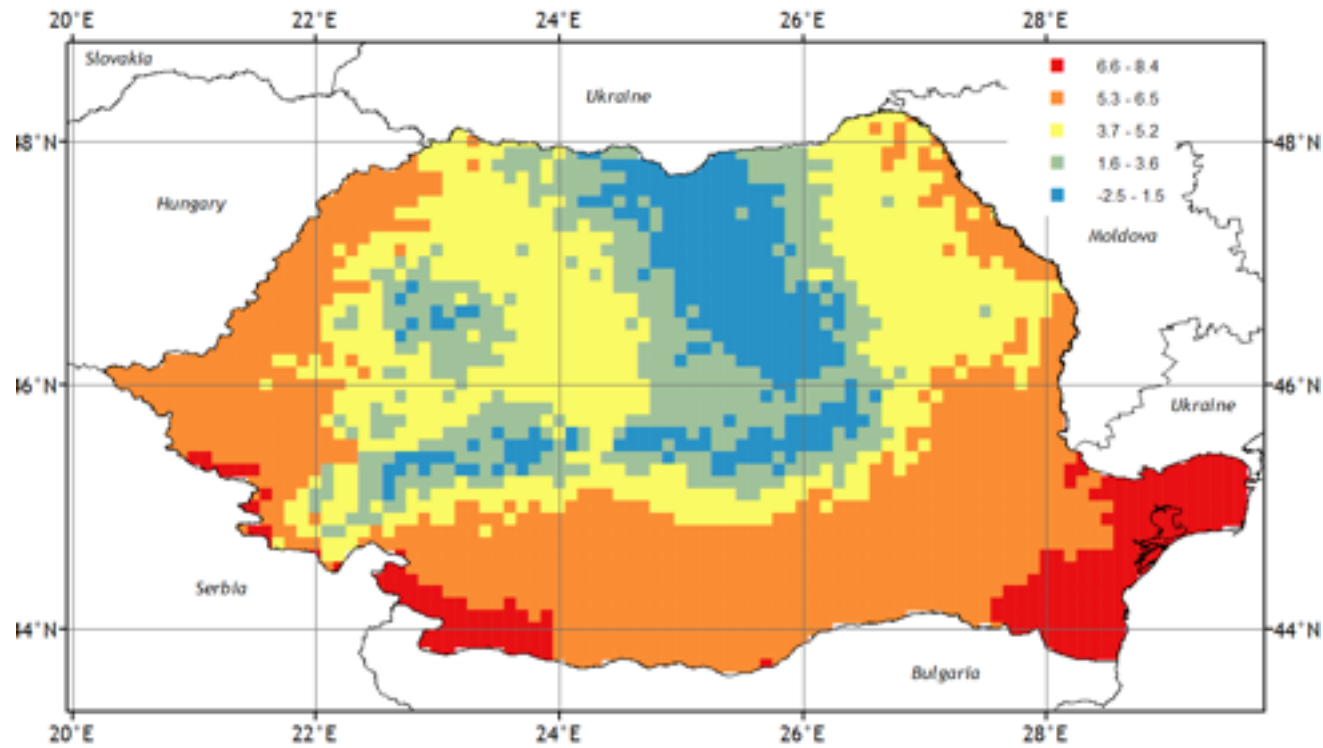 20°E 22°E 24°E 26°E 28°E
Slovakia
6.6 - 8.4
Ukraine
5.3 - 6.5
3.7 - 5.2
48°N 48°N
1.6 - 3.6
-2.5 - 1.5
Hungary
Moldova
46°N 46°N
Ukraine
Serbia
44°N 44°N
Bulgaria
20°E 22°E 24°E 26°E 28°E